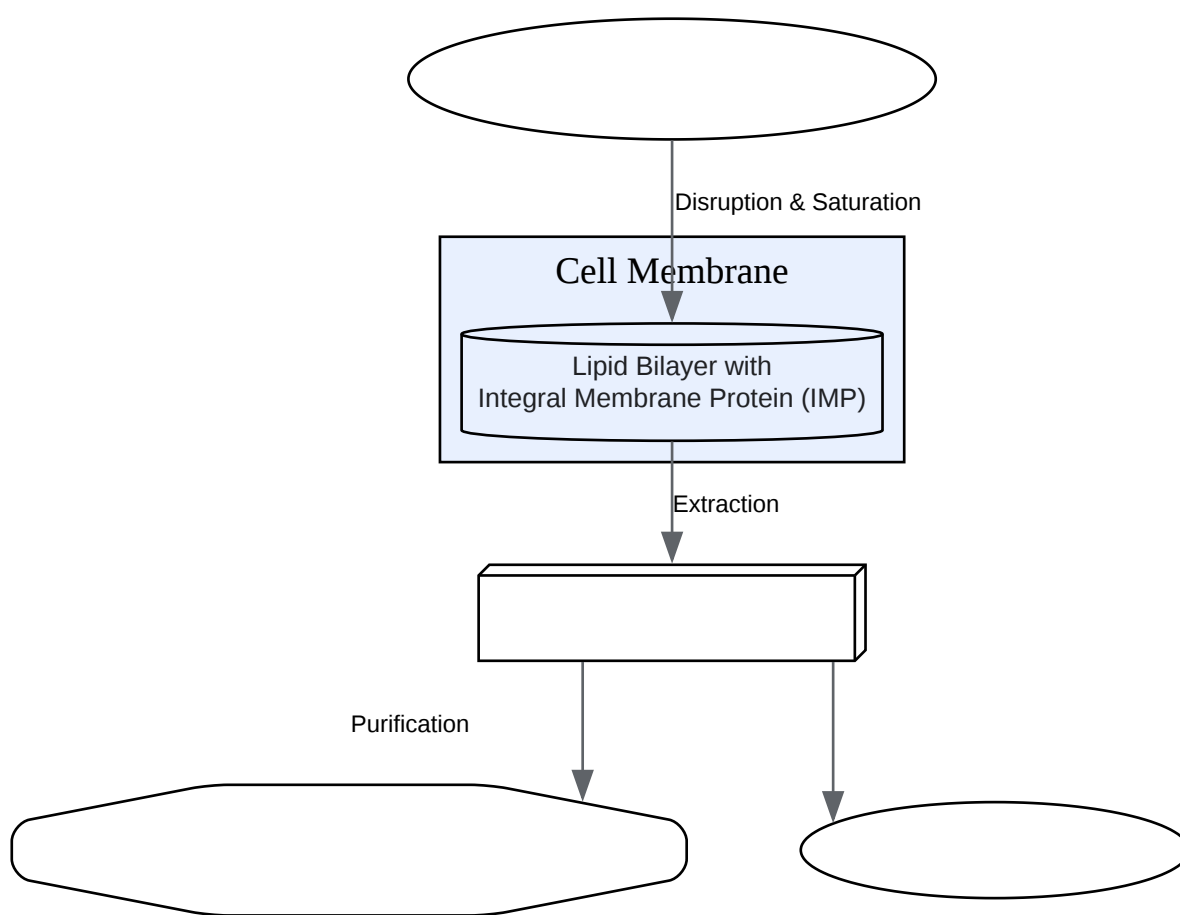 Disruption & Saturation
Cell Membrane
Lipid Bilayer with
Integral Membrane Protein (IMP)
Extraction
Purification